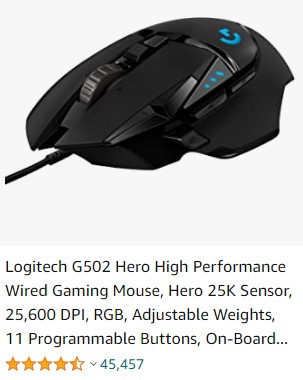 Logitech G502 Hero High Performance
Wired Gaming Mouse, Hero 25K Sensor,
25,600 DPI, RGB, Adjustable Weights,
11 Programmable Buttons, On-Board...
45,457